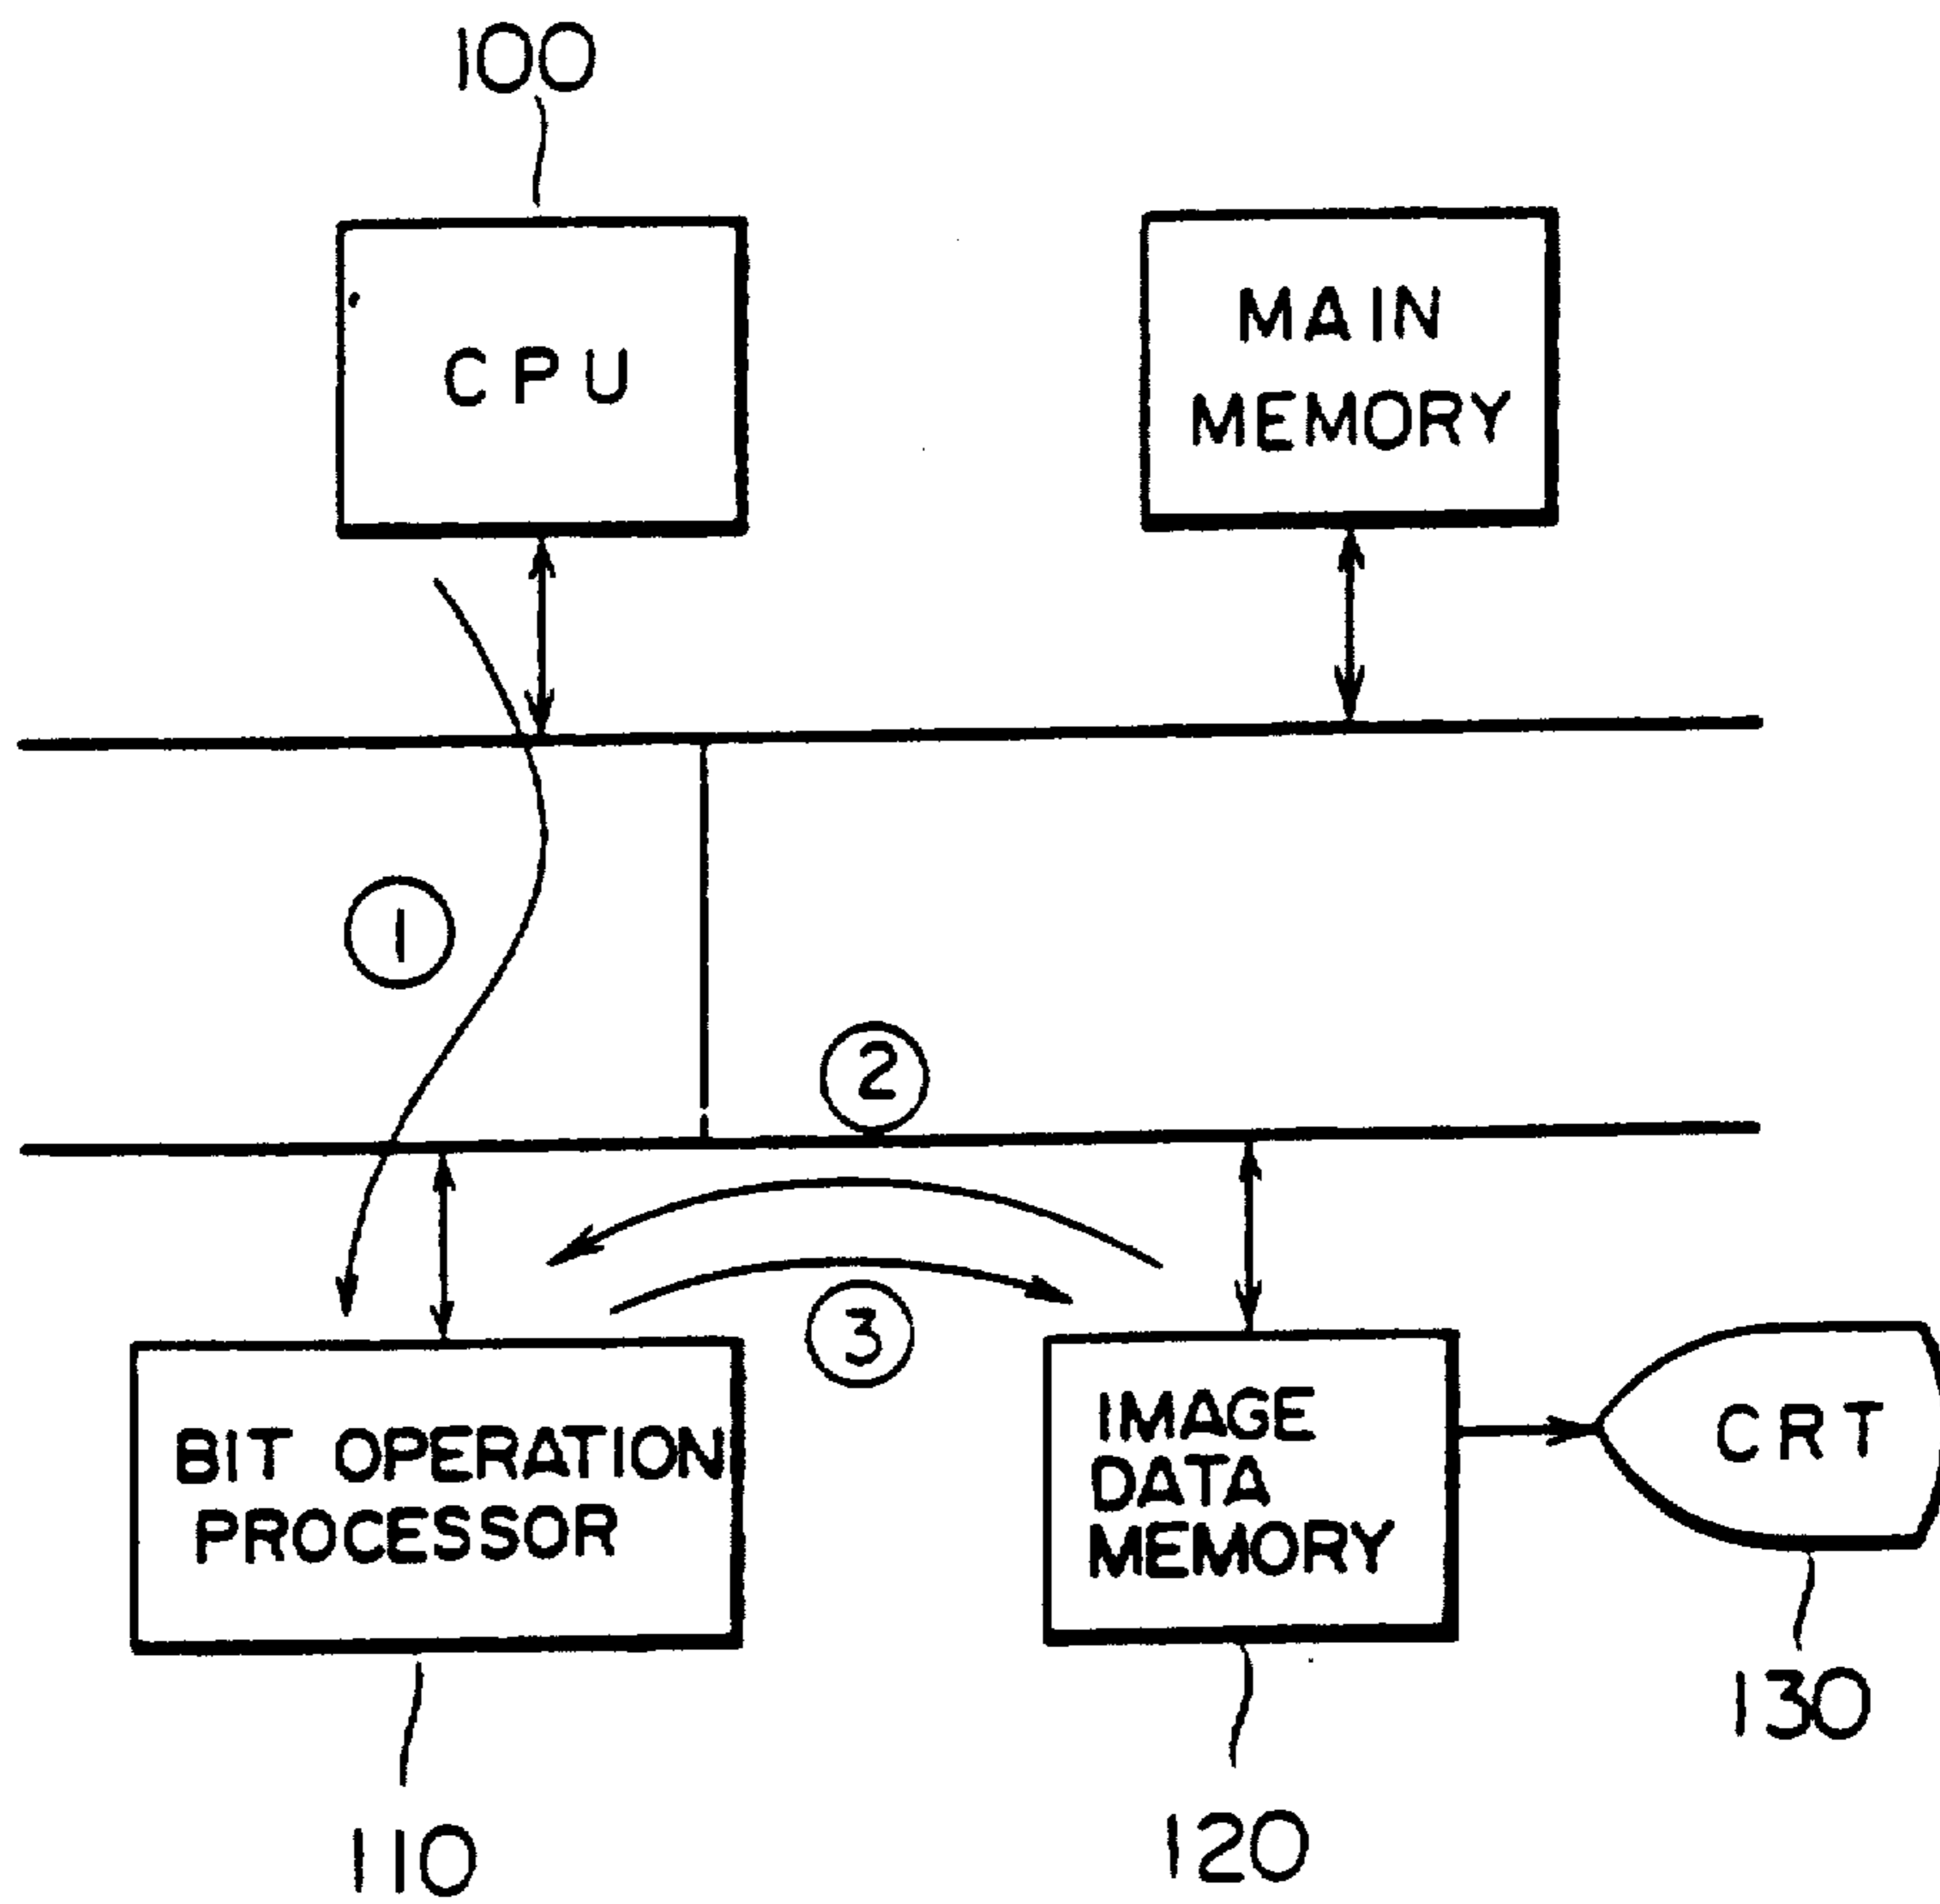 100
CPU
MAIN
MEMORY
①
②
③
BIT OPERATION
PROCESSOR
IMAGE
DATA
MEMORY
CRT
130
110
120